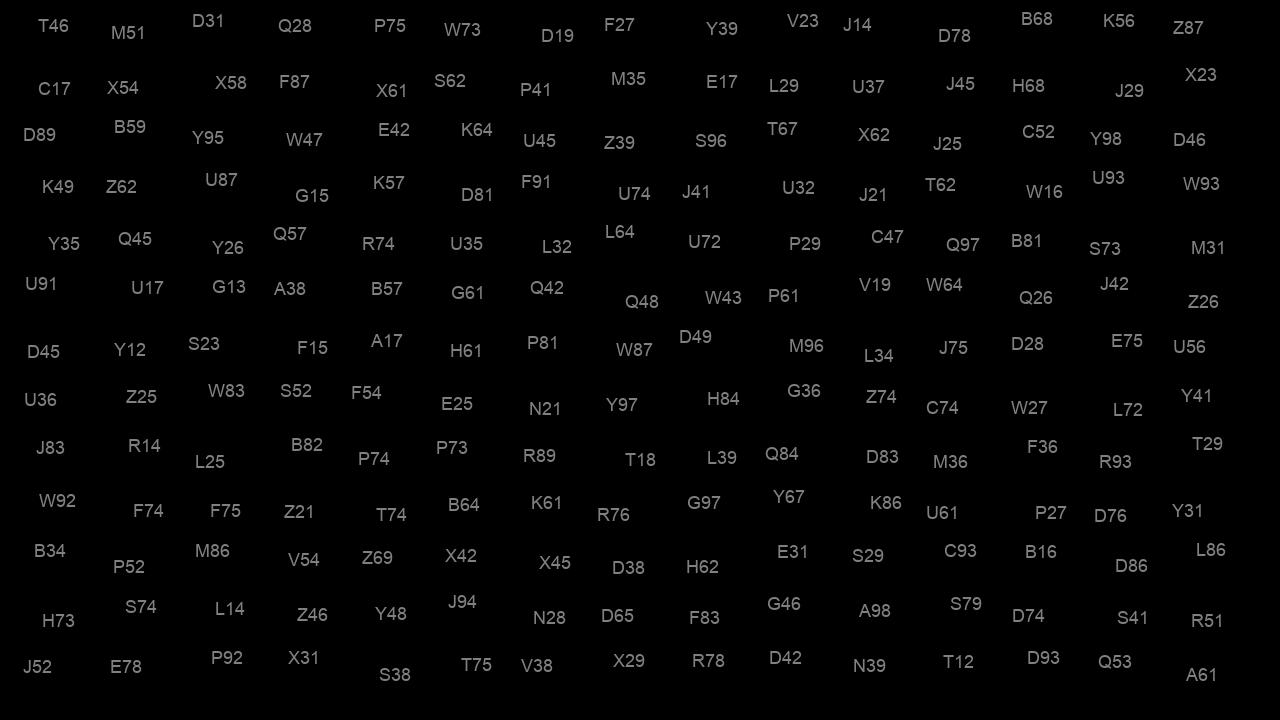 T46 M51 D31 Q28 P75 W73 D19 F27 Y39 V23 J14 D78 B68 K56 Z87
C17 X54 X58 F87 X61 S62 P41 M35 E17 L29 U37 J45 H68 J29 X23
D89 B59 Y95 W47 E42 K64 U45 Z39 S96 T67 X62 J25 C52 Y98 D46
K49 Z62 U87 G15 K57 D81 F91 U74 J41 U32 J21 T62 W16 U93 W93
Y35 Q45 Y26 Q57 R74 U35 L32 L64 U72 P29 C47 Q97 B81 S73 M31
U91 U17 G13 A38 B57 G61 Q42 Q48 W43 P61 V19 W64 Q26 J42 Z26
D45 Y12 S23 F15 A17 H61 P81 W87 D49 M96 L34 J75 D28 E75 U56
U36 Z25 W83 S52 F54 E25 N21 Y97 H84 G36 Z74 C74 W27 L72 Y41
J83 R14 L25 B82 P74 P73 R89 T18 L39 Q84 D83 M36 F36 R93 T29
W92 F74 F75 Z21 T74 B64 K61 R76 G97 Y67 K86 U61 P27 D76 Y31
B34 P52 M86 V54 Z69 X42 X45 D38 H62 E31 S29 C93 B16 D86 L86
H73 S74 L14 Z46 Y48 J94 N28 D65 F83 G46 A98 S79 D74 S41 R51
J52 E78 P92 X31 S38 T75 V38 X29 R78 D42 N39 T12 D93 Q53 A61